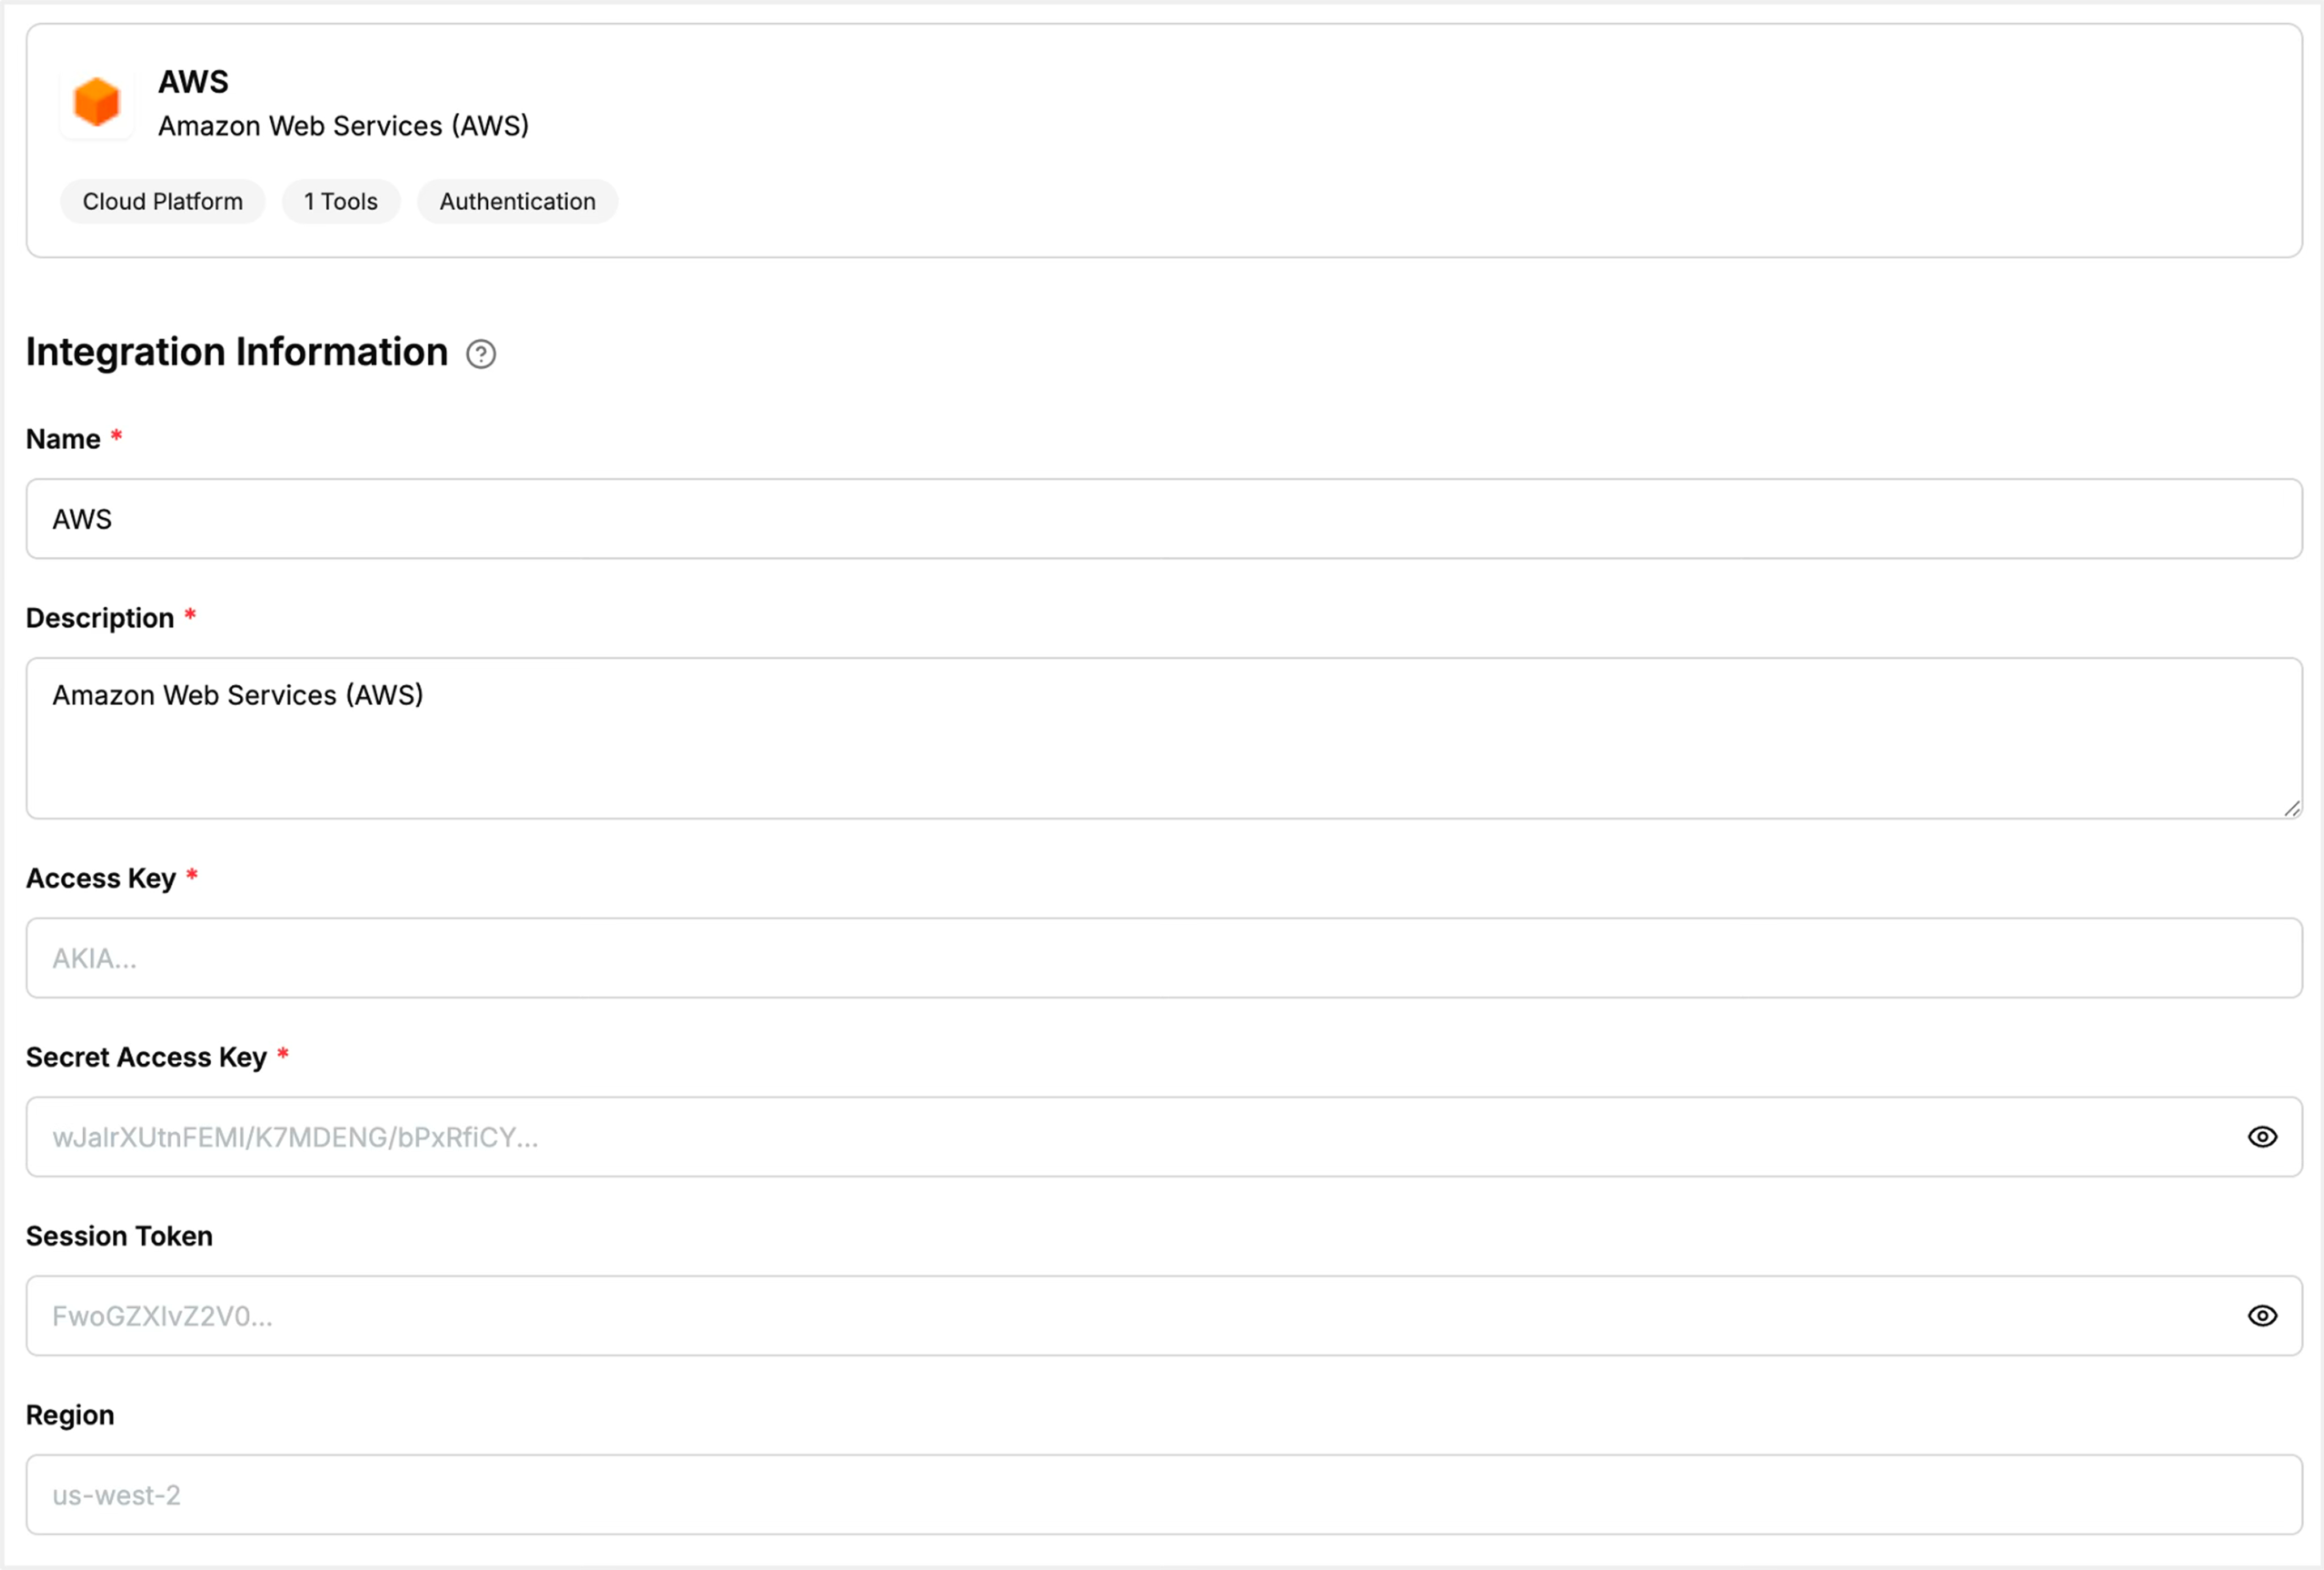 AWS
Amazon Web Services (AWS)
Cloud Platform
1 Tools
Authentication
Integration Information
Name *
AWS
Description *
Amazon Web Services (AWS)
Access Key *
AKIA...
Secret Access Key *
wJalrXUtnFEMI/K7MDENG/bPxRfiCY...
Session Token
FwoGZXIvZ2V0...
Region
us-west-2